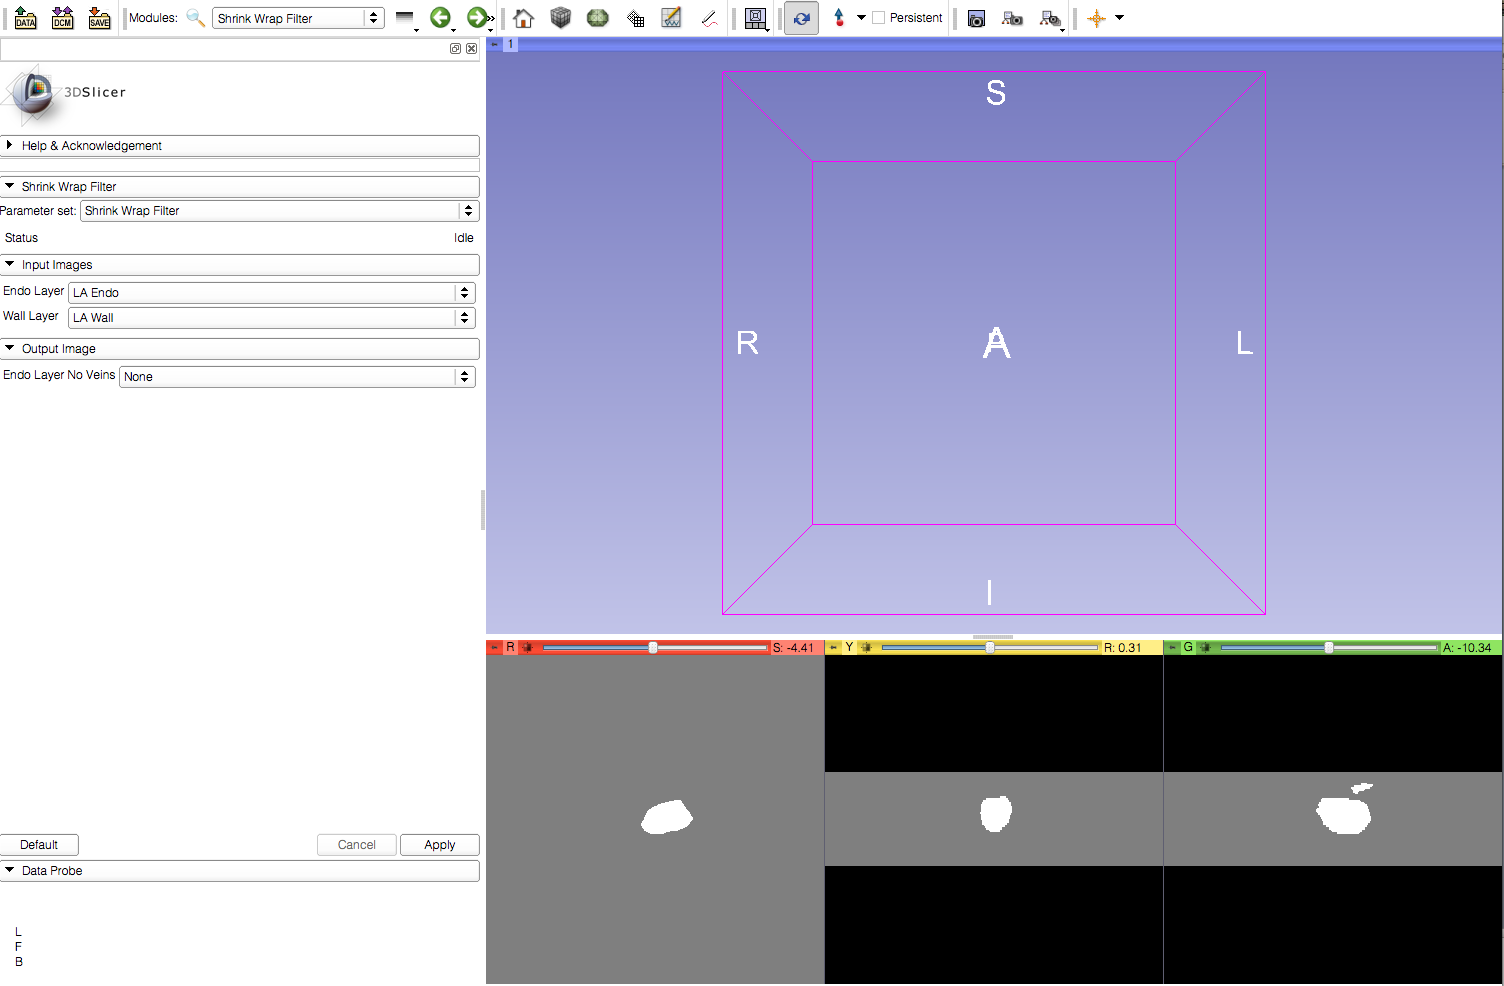 DATA DCM SAVE Modules: Shrink Wrap Filter Persistent
1
3DSlicer
Help & Acknowledgement
Shrink Wrap Filter
Parameter set: Shrink Wrap Filter
Status Idle
Input Images
Endo Layer LA Endo
Wall Layer LA Wall
Output Image
Endo Layer No Veins None
Default Cancel Apply
Data Probe
L
F
B
S
R A L
I
R S: -4.41 Y R: 0.31 G A: -10.34